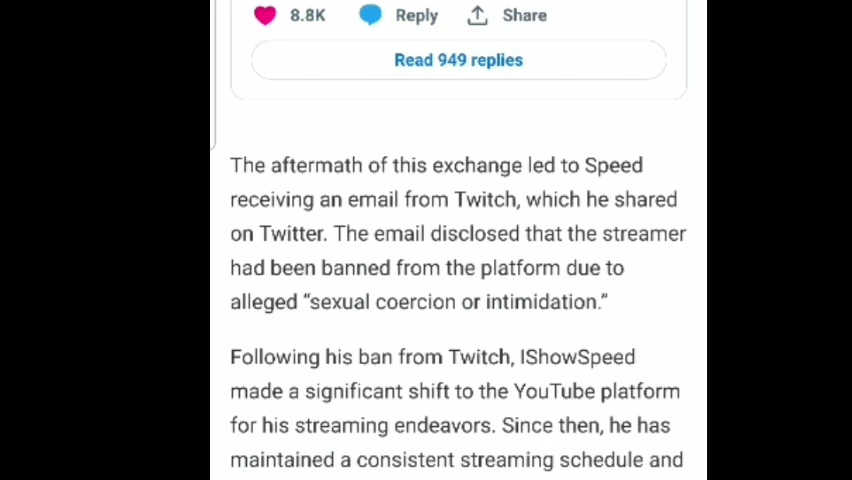 8.8K Reply Share
Read 949 replies
The aftermath of this exchange led to Speed
receiving an email from Twitch, which he shared
on Twitter. The email disclosed that the streamer
had been banned from the platform due to
alleged “sexual coercion or intimidation.”
Following his ban from Twitch, IShowSpeed
made a significant shift to the YouTube platform
for his streaming endeavors. Since then, he has
maintained a consistent streaming schedule and